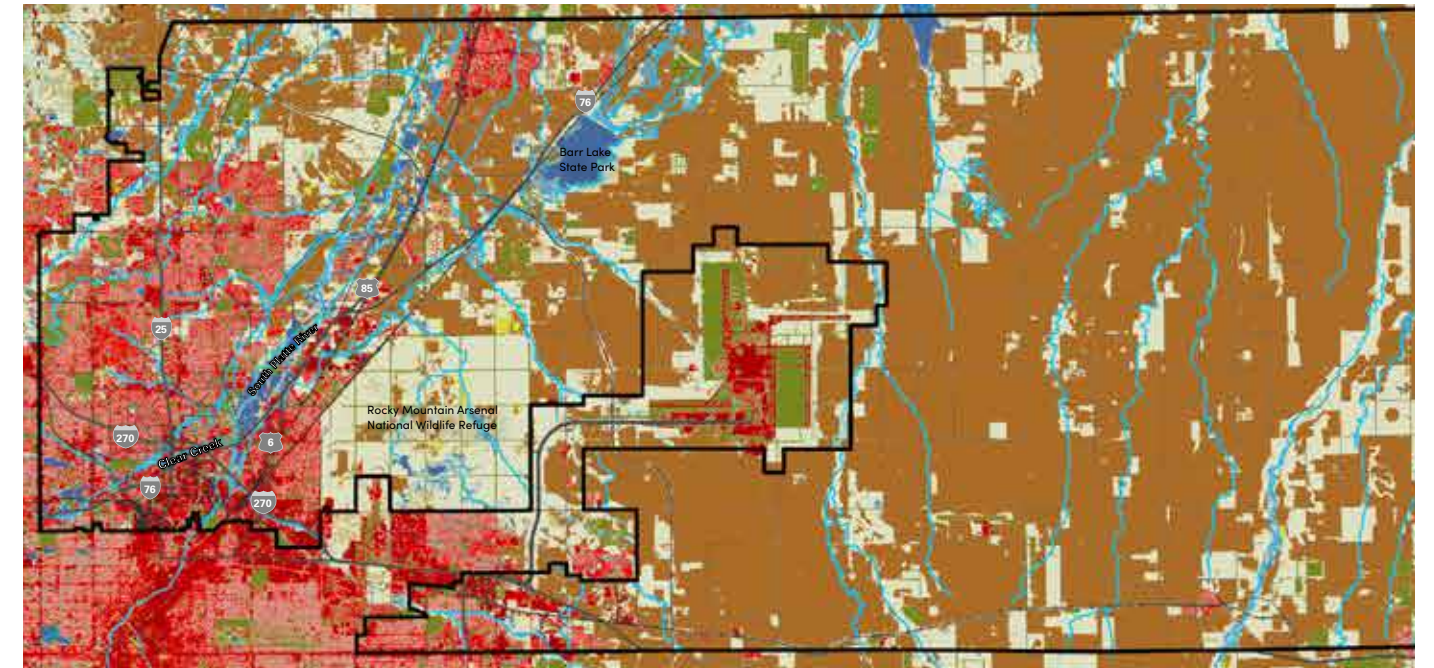 76
Barr Lake
State Park
85
25
South Platte River
Rocky Mountain Arsenal
National Wildlife Refuge
270
6
Clear Creek
76
270